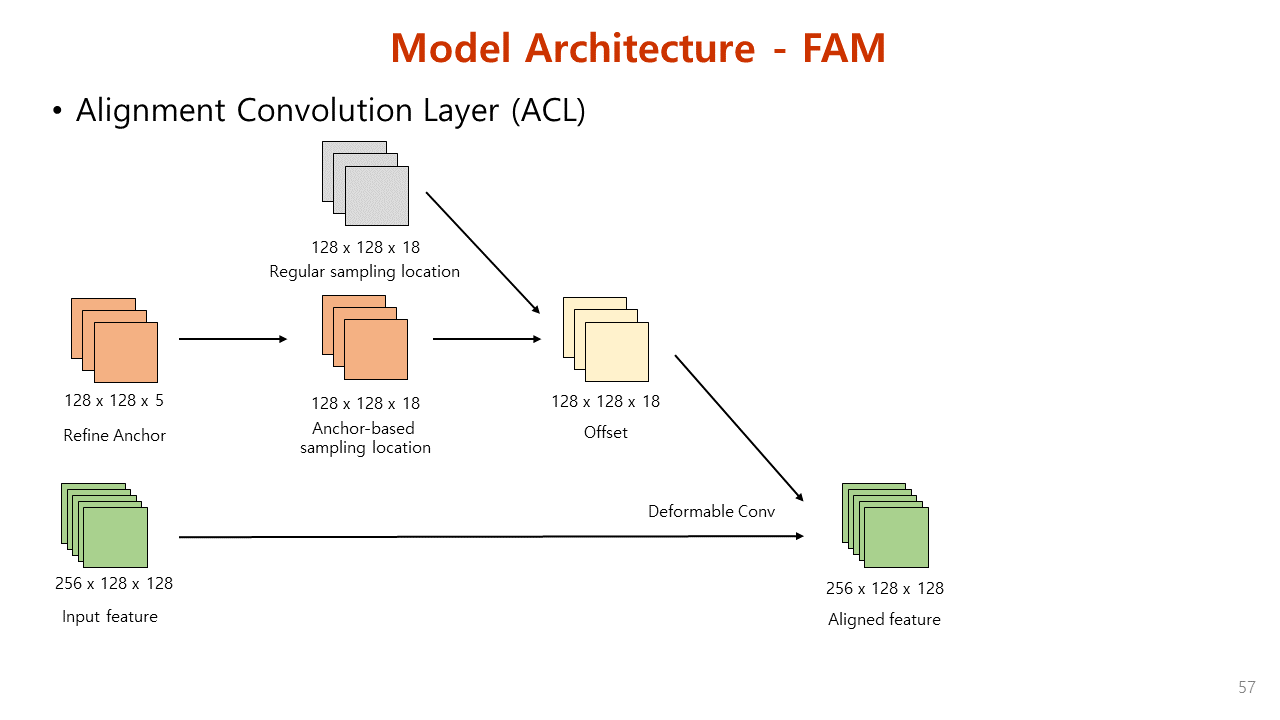 Model Architecture - FAM
• Alignment Convolution Layer (ACL)
128 x 128 x 18
Regular sampling location
128 x 128 x 5
Refine Anchor
128 x 128 x 18
Anchor-based
sampling location
128 x 128 x 18
Offset
Deformable Conv
256 x 128 x 128
Input feature
256 x 128 x 128
Aligned feature
57